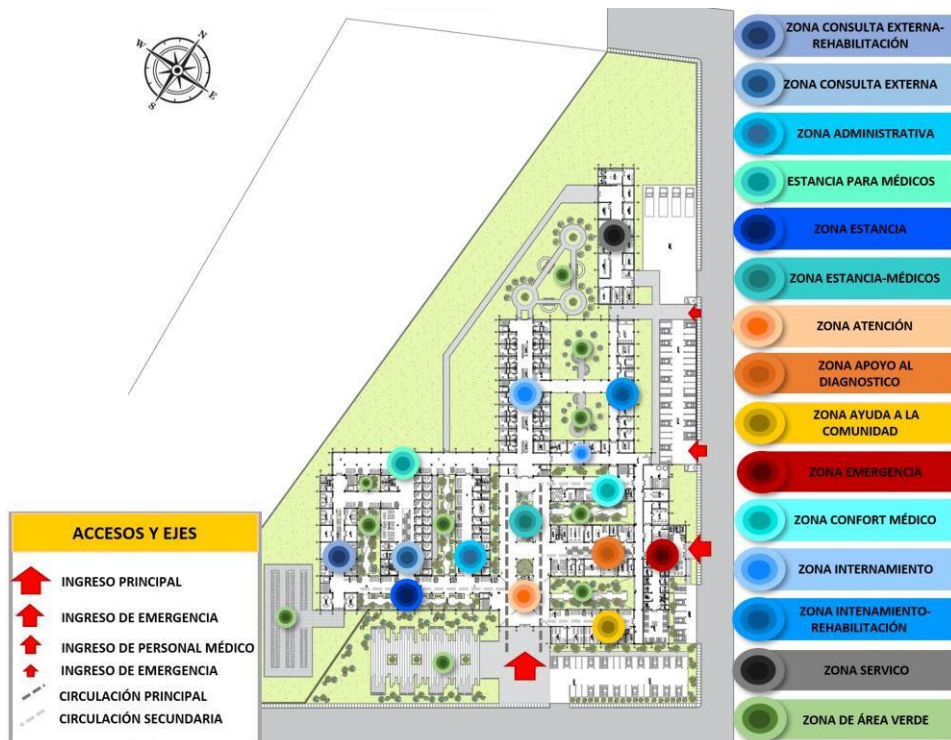 N
W
E
S
ZONA CONSULTA EXTERNA-
REHABILITACIÓN
ZONA CONSULTA EXTERNA
ZONA ADMINISTRATIVA
ESTANCIA PARA MÉDICOS
ZONA ESTANCIA
ZONA ESTANCIA-MÉDICOS
ZONA ATENCIÓN
ZONA APOYO AL
DIAGNOSTICO
ZONA AYUDA A LA
COMUNIDAD
ZONA EMERGENCIA
ZONA CONFORT MÉDICO
ZONA INTERNAMIENTO
ZONA INTENAMIENTO-
REHABILITACIÓN
ZONA SERVICO
ZONA DE ÁREA VERDE
ACCESOS Y EJES
INGRESO PRINCIPAL
INGRESO DE EMERGENCIA
INGRESO DE PERSONAL MÉDICO
INGRESO DE EMERGENCIA
CIRCULACIÓN PRINCIPAL
CIRCULACIÓN SECUNDARIA